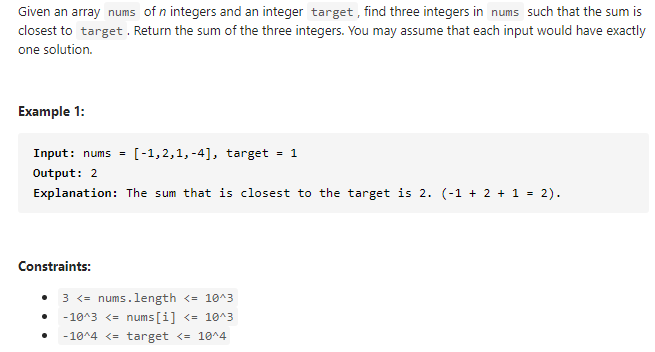 Given an array nums of n integers and an integer target, find three integers in nums such that the sum is
closest to target. Return the sum of the three integers. You may assume that each input would have exactly
one solution.
Example 1:
Input: nums = [-1,2,1,-4], target = 1
Output: 2
Explanation: The sum that is closest to the target is 2. (-1 + 2 + 1 = 2).
Constraints:
• 3 <= nums.length <= 10^3
• -10^3 <= nums[i] <= 10^3
• -10^4 <= target <= 10^4